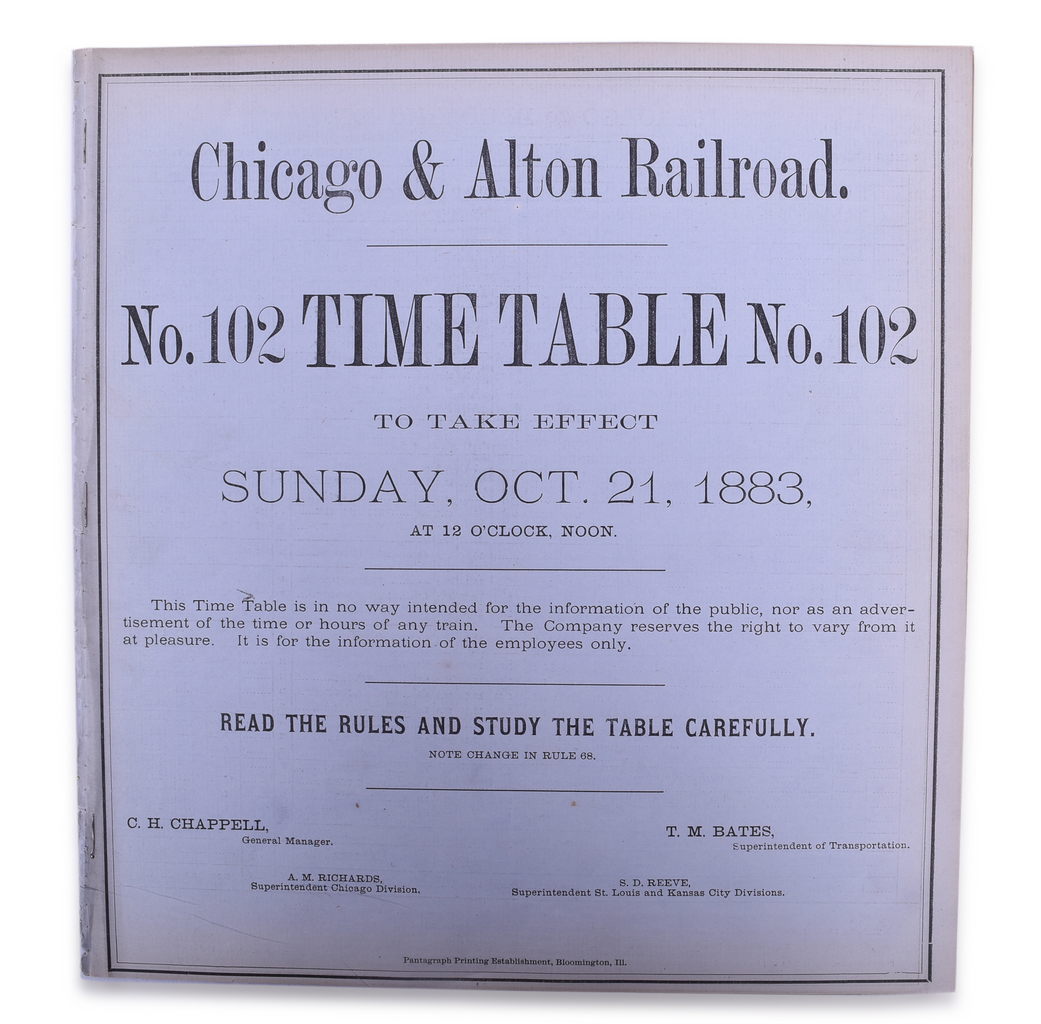 Chicago & Alton Railroad.
No. 102 TIME TABLE No. 102
TO TAKE EFFECT
SUNDAY, OCT. 21, 1883,
AT 12 O'CLOCK, NOON.
This Time Table is in no way intended for the information of the public, nor as an adver-
tisement of the time or hours of any train. The Company reserves the right to vary from it
at pleasure. It is for the information of the employees only.
READ THE RULES AND STUDY THE TABLE CAREFULLY.
NOTE CHANGE IN RULE 68.
C. H. CHAPPELL,
General Manager.
T. M. BATES,
Superintendent of Transportation.
A. M. RICHARDS,
Superintendent Chicago Division.
S. D. REEVE,
Superintendent St. Louis and Kansas City Divisions.
Pantagraph Printing Establishment, Bloomington, Ill.